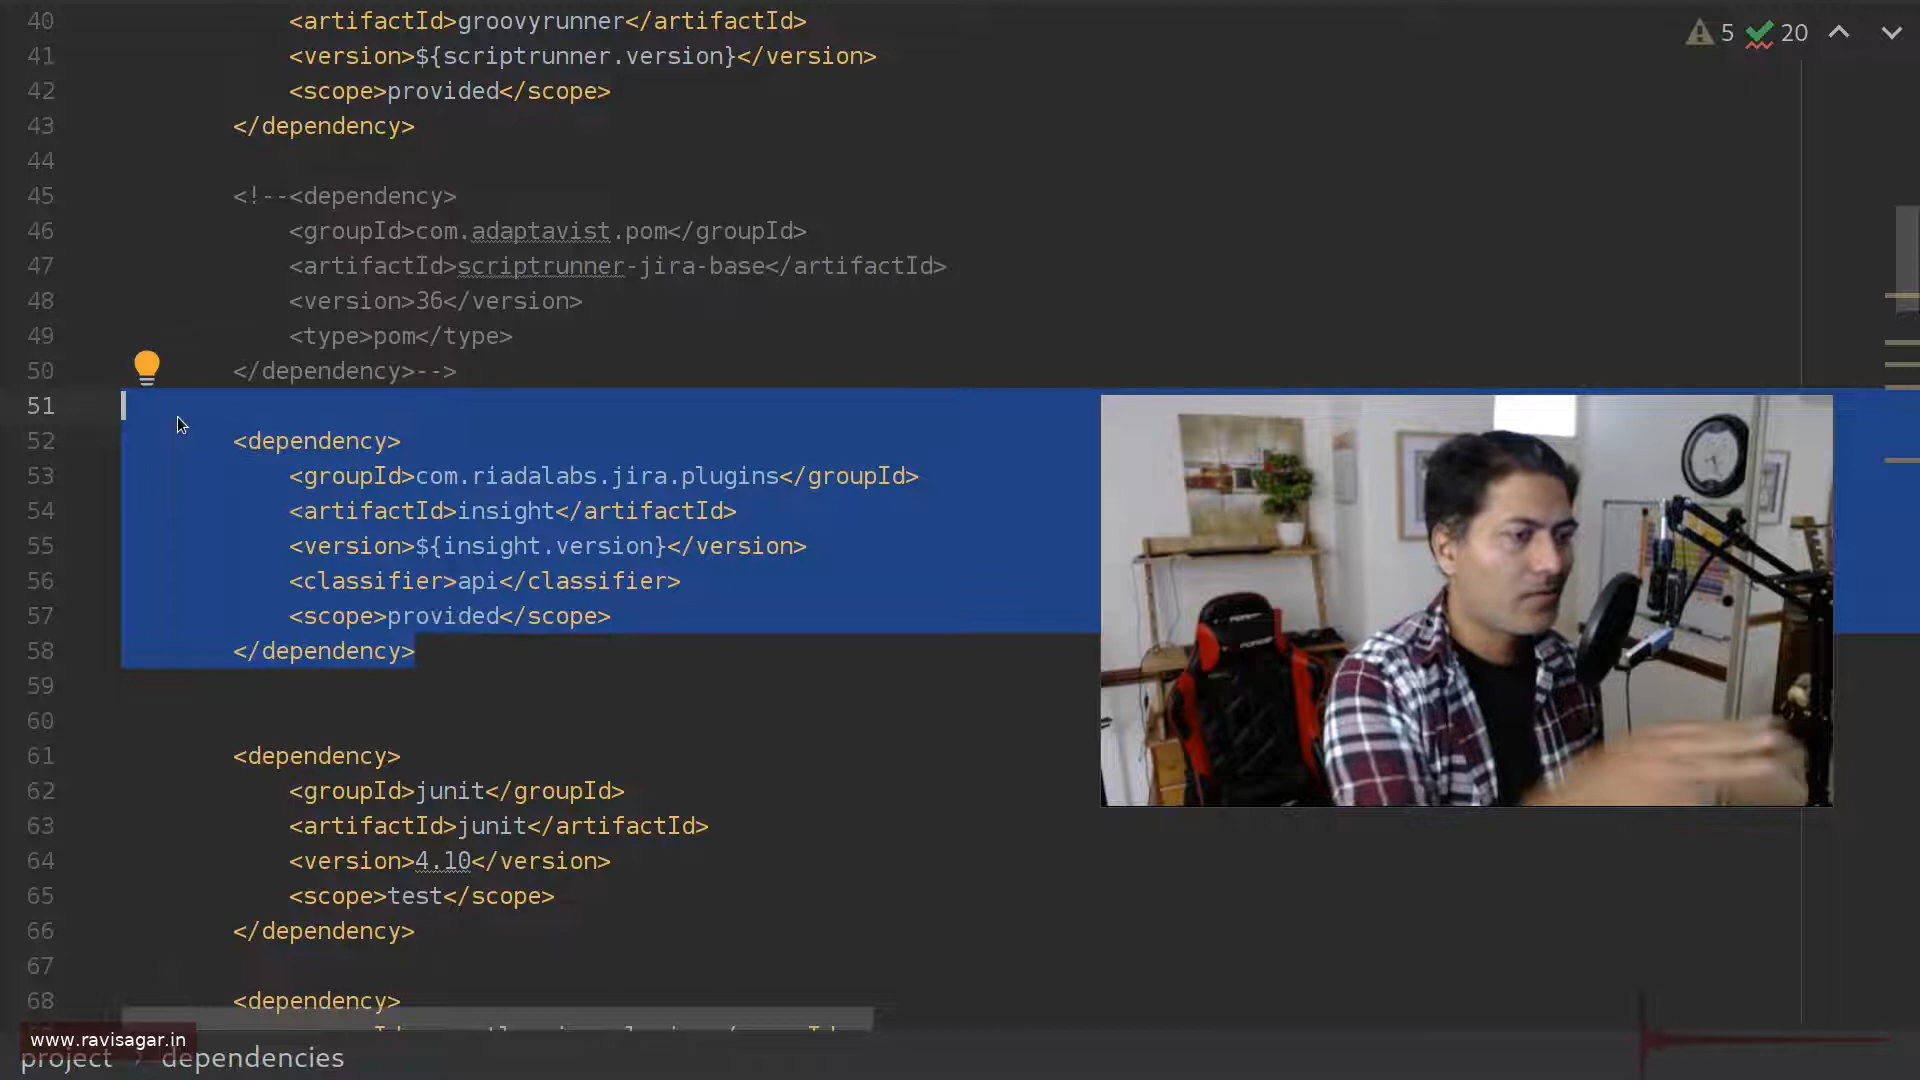 40 <artifactId>groovyrunner</artifactId>
5 20
41 <version>${scriptrunner.version}</version>
42 <scope>provided</scope>
43 </dependency>
44
45 <!--<dependency>
46 <groupId>com.adaptavist.pom</groupId>
47 <artifactId>scriptrunner-jira-base</artifactId>
48 <version>36</version>
49 <type>pom</type>
50 </dependency>-->
51
52 <dependency>
53 <groupId>com.riadalabs.jira.plugins</groupId>
54 <artifactId>insight</artifactId>
55 <version>${insight.version}</version>
56 <classifier>api</classifier>
57 <scope>provided</scope>
58 </dependency>
59
60
61 <dependency>
62 <groupId>junit</groupId>
63 <artifactId>junit</artifactId>
64 <version>4.10</version>
65 <scope>test</scope>
66 </dependency>
67
68 <dependency>
www.ravisagar.in
project > dependencies